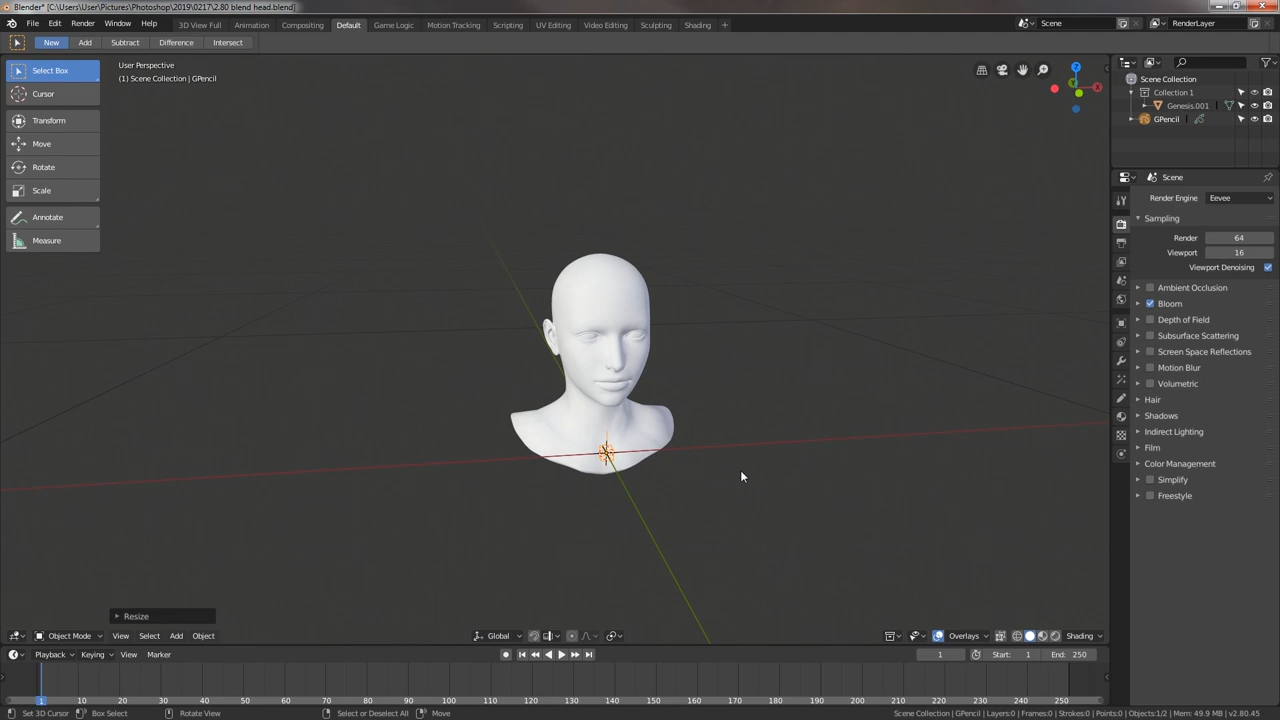 Blender* [C:\Users\User\Pictures\Photoshop\2019\0217\2.80 blend head.blend]
File Edit Render Window Help
3D View Full Animation Compositing Default Game Logic Motion Tracking Scripting UV Editing Video Editing Sculpting Shading +
Scene RenderLayer
New Add Subtract Difference Intersect
Select Box
Cursor
Transform
Move
Rotate
Scale
Annotate
Measure
User Perspective
(1) Scene Collection | GPencil
Z
X
Y
Resize
Object Mode View Select Add Object
Global
Overlays Shading
Scene Collection
Collection 1
Genesis.001
GPencil
Scene
Render Engine Eevee
Sampling
Render 64
Viewport 16
Viewport Denoising
Ambient Occlusion
Bloom
Depth of Field
Subsurface Scattering
Screen Space Reflections
Motion Blur
Volumetric
Hair
Shadows
Indirect Lighting
Film
Color Management
Simplify
Freestyle
Playback Keying View Marker
1 Start: 1 End: 250
1 10 20 30 40 50 60 70 80 90 100 110 120 130 140 150 160 170 180 190 200 210 220 230 240 250
Set 3D Cursor Box Select Rotate View Select or Deselect All Move
Scene Collection | GPencil | Layers:0 | Frames:0 | Strokes:0 | Points:0 | Objects:1/2 | Mem: 49.9 MB | v2.80.45